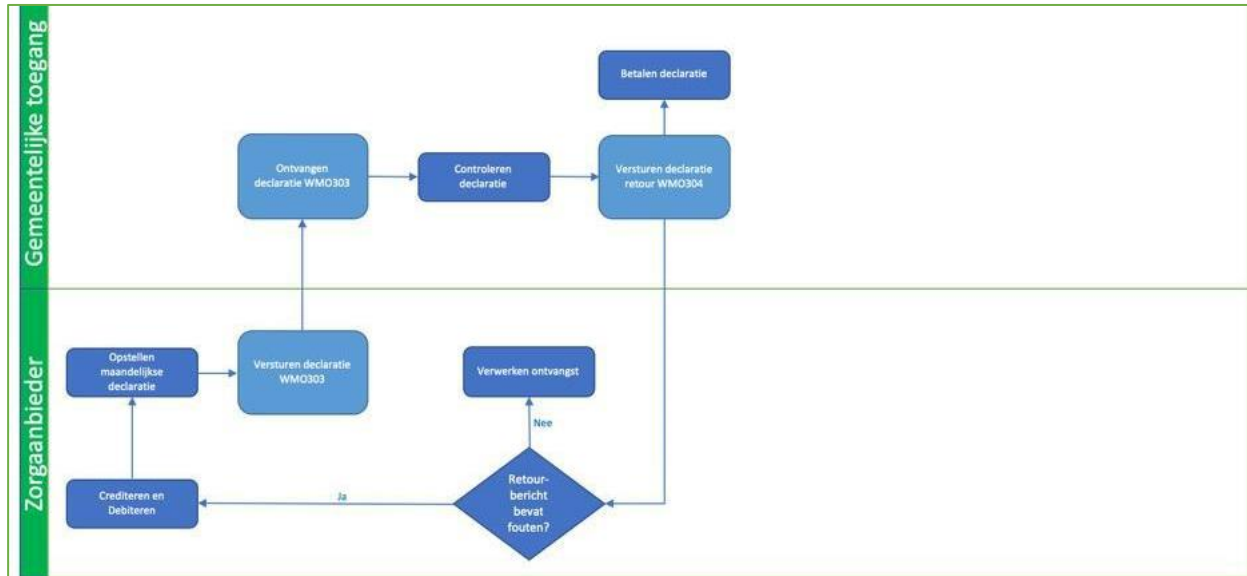 Gemeentelijke toegang
Betalen declaratie
Ontvangen
declaratie WMO303
Controleren
declaratie
Versturen declaratie
retour WMO304
Zorgaanbieder
Opstellen
maandelijkse
declaratie
Versturen declaratie
WMO303
Verwerken ontvangst
Nee
Retour-
bericht
bevat
fouten?
Ja
Crediteren en
Debiteren